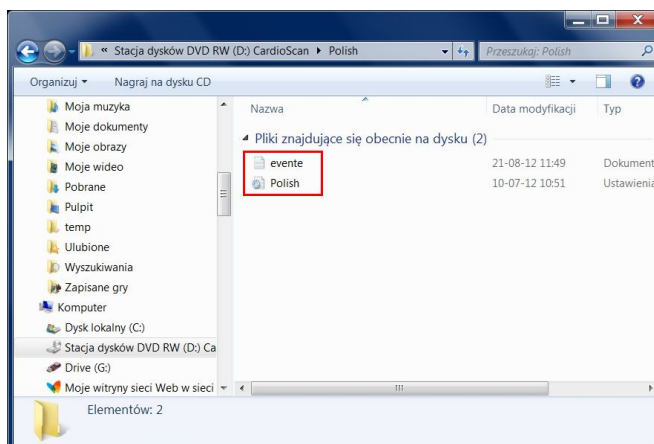 « Stacja dysków DVD RW (D:) CardioScan ▸ Polish
Przeszukaj: Polish
Organizuj
Nagraj na dysku CD
Moja muzyka
Moje dokumenty
Moje obrazy
Moje wideo
Pobrane
Pulpit
temp
Ulubione
Wyszukiwania
Zapisane gry
Komputer
Dysk lokalny (C:)
Stacja dysków DVD RW (D:) Ca
Drive (G:)
Moje witryny sieci Web w sieci
Nazwa Data modyfikacji Typ
Pliki znajdujące się obecnie na dysku (2)
evente 21-08-12 11:49 Dokument
Polish 10-07-12 10:51 Ustawienia
Elementów: 2